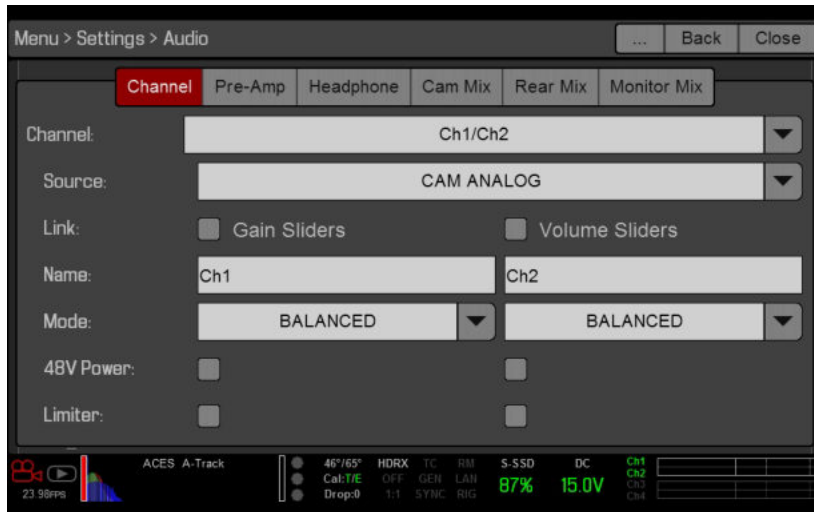 Menu > Settings > Audio ... Back Close
Channel Pre-Amp Headphone Cam Mix Rear Mix Monitor Mix
Channel: Ch1/Ch2
Source: CAM ANALOG
Link: Gain Sliders Volume Sliders
Name: Ch1 Ch2
Mode: BALANCED BALANCED
48V Power:
Limiter:
ACES A-Track 46°/65° HDRX TC RM S-SSD DC Ch1
Cal:T/E OFF GEN LAN 87% 15.0V Ch2
23.98FPS Drop:0 1:1 SYNC RIG Ch3
Ch4